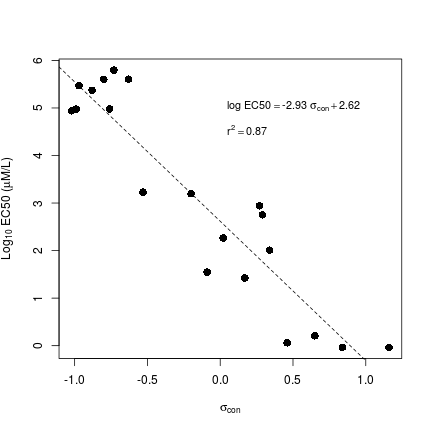 6
5
4
3
2
1
0
Log₁₀ EC50 (μM/L)
log EC50 = -2.93 σcon + 2.62
r² = 0.87
-1.0 -0.5 0.0 0.5 1.0
σcon